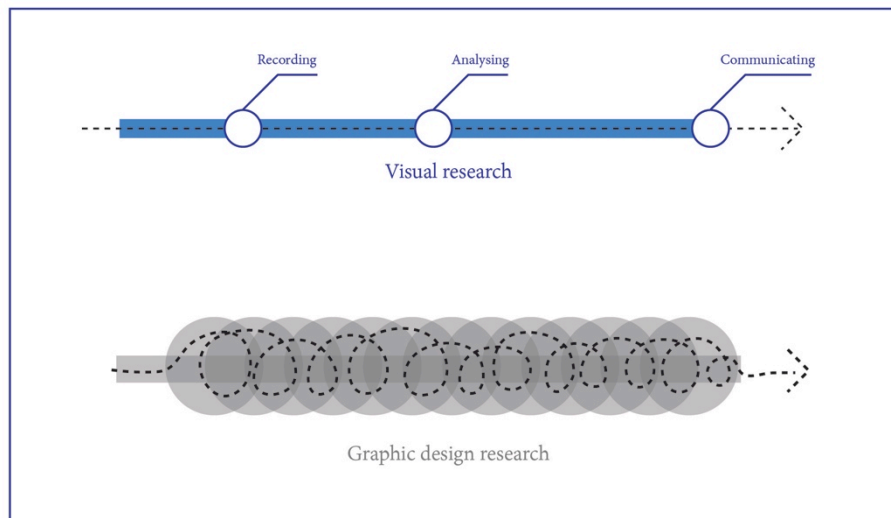 Recording
Analysing
Communicating
Visual research
Graphic design research